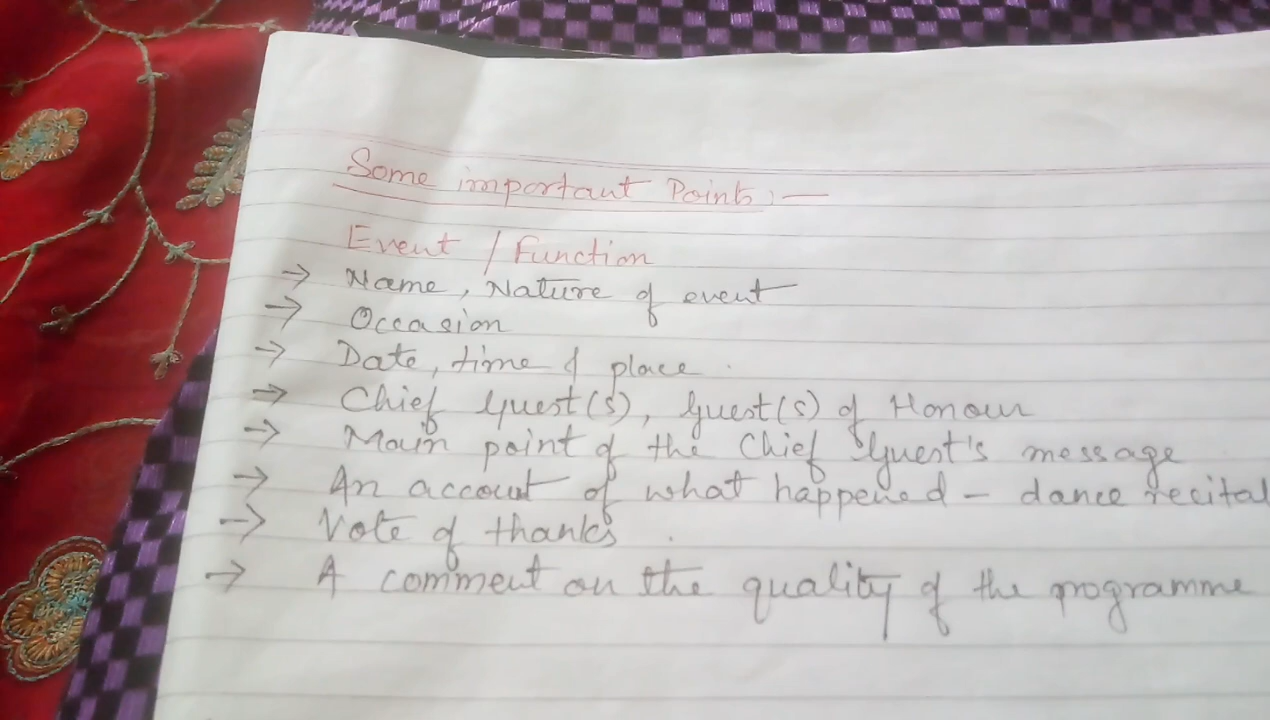 Some important Points :-
Event / Function
→ Name, Nature of event
→ Occasion
→ Date, time & place.
→ Chief Guest(s), Guest(s) of Honour
→ Main point of the Chief Guest's message
→ An account of what happened - dance recital
→ Vote of thanks.
→ A comment on the quality of the programme